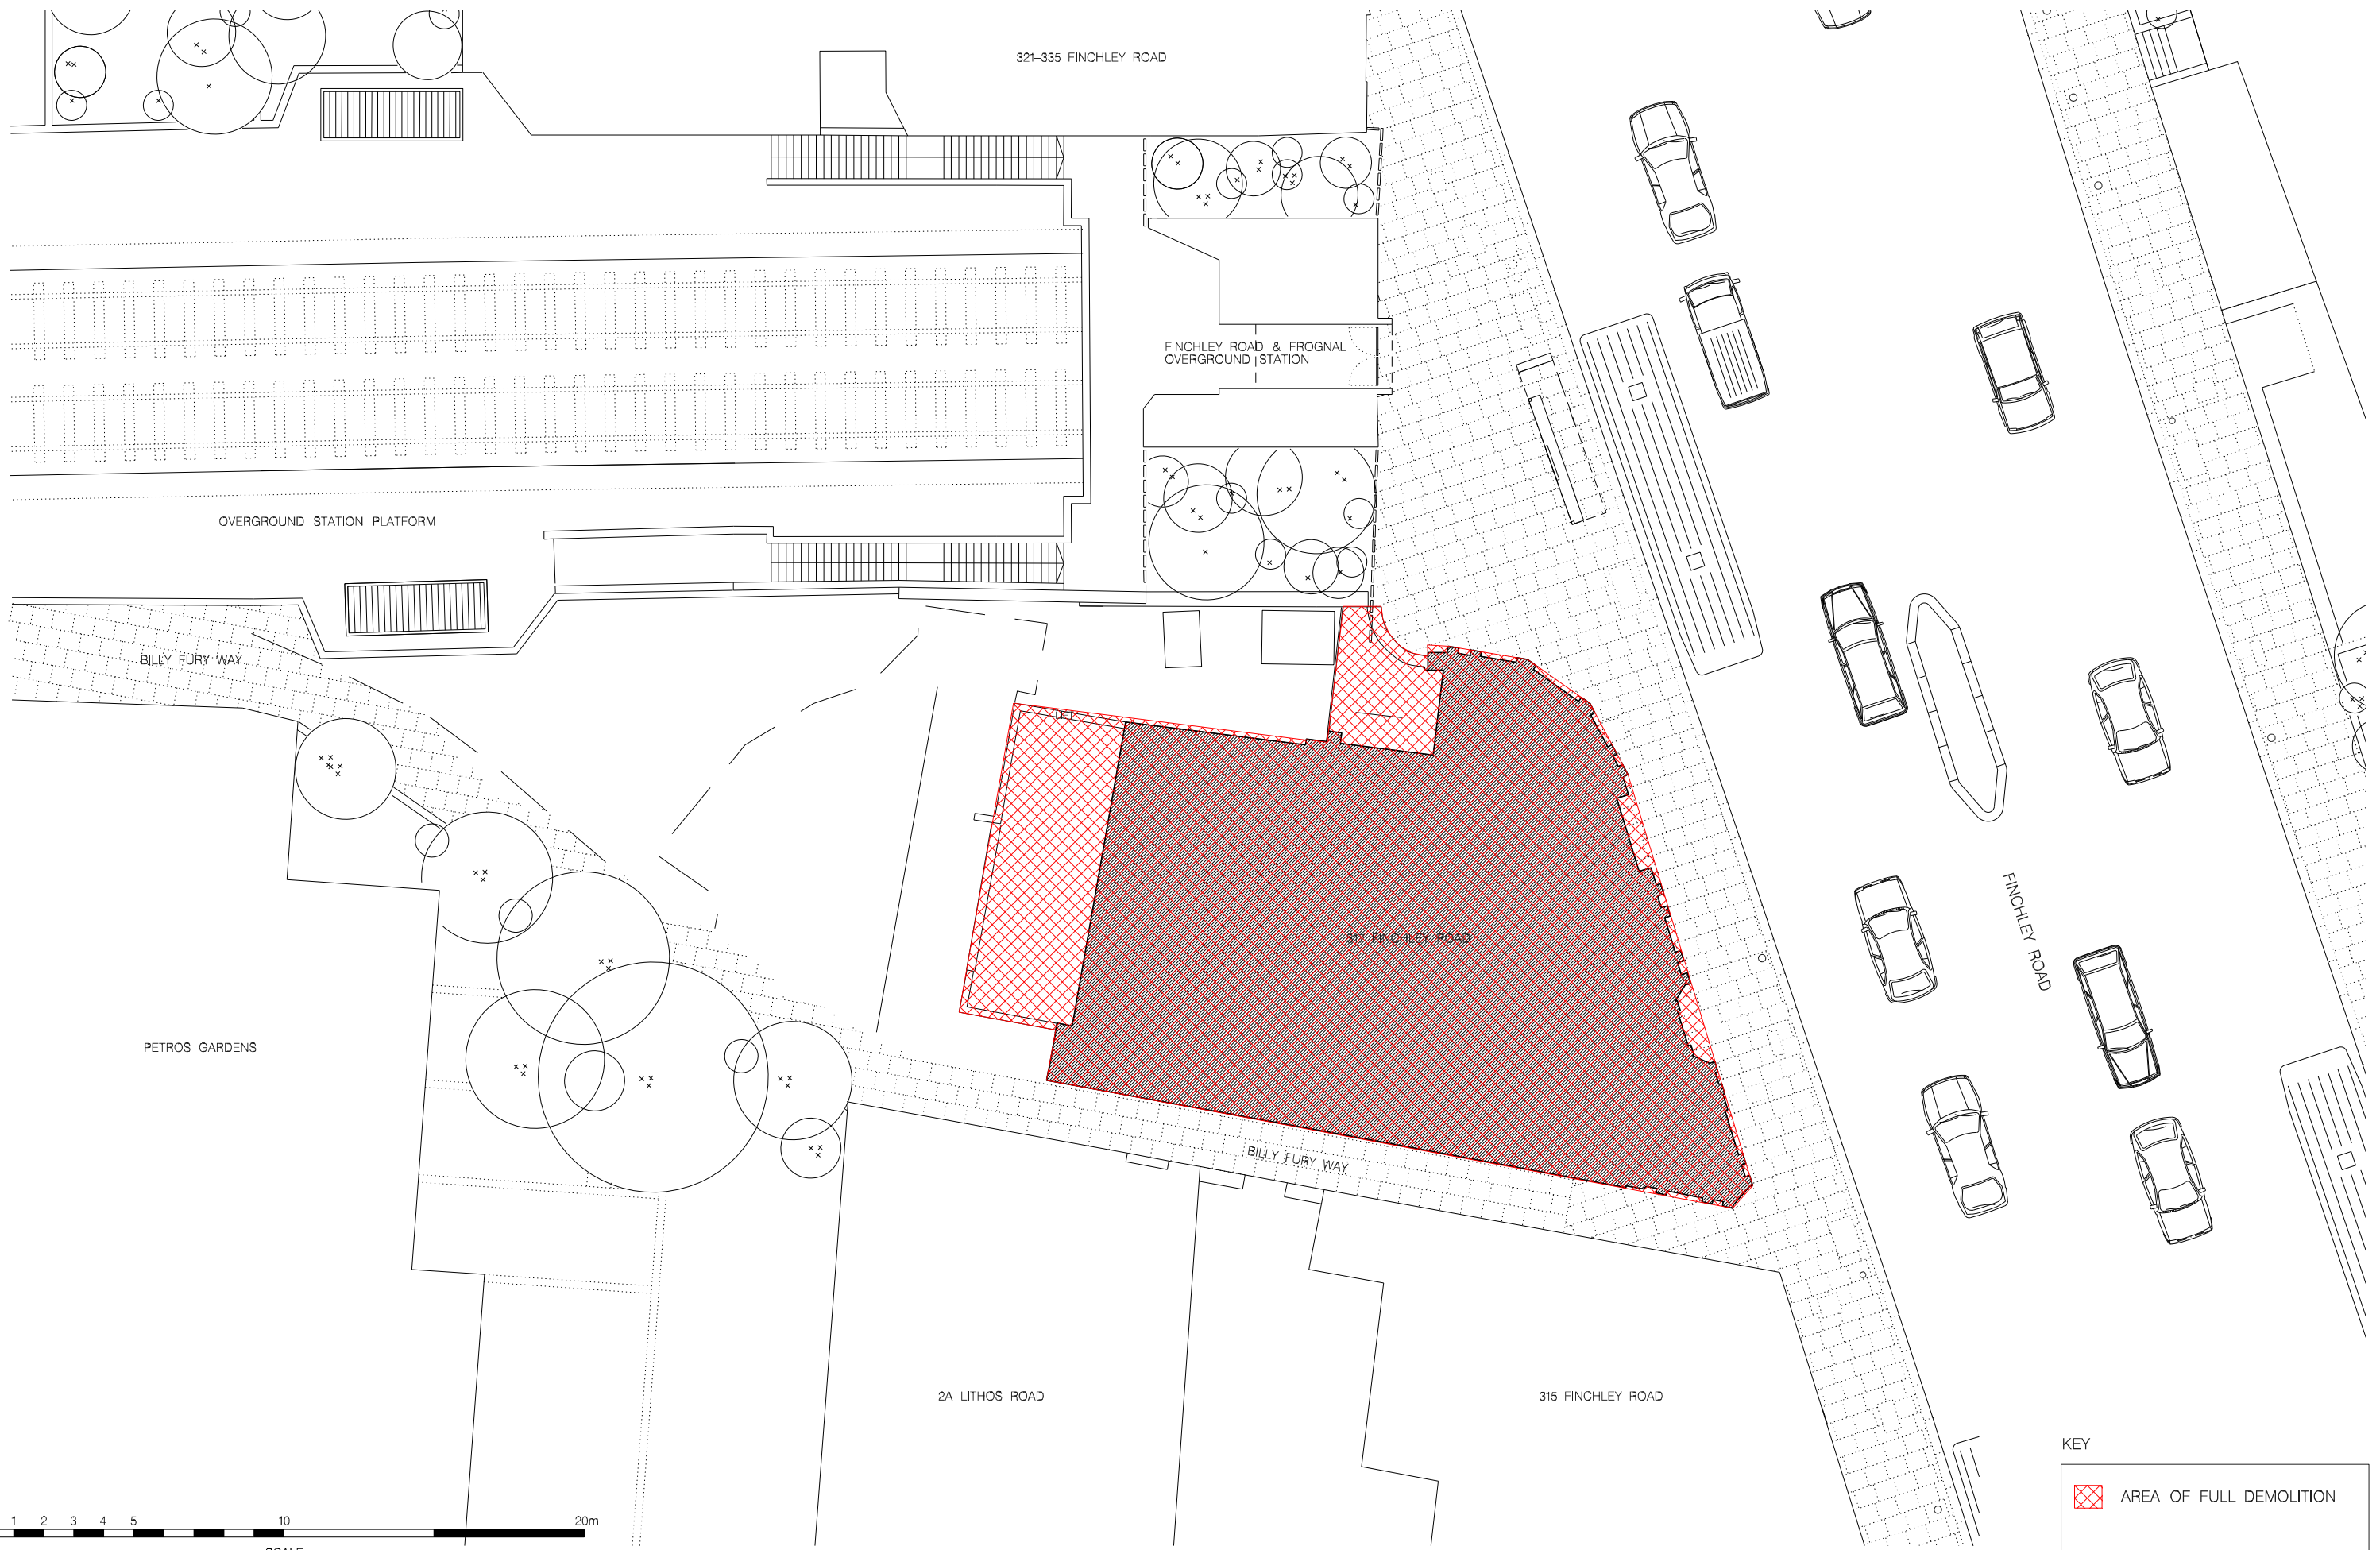 321–335 FINCHLEY ROAD
FINCHLEY ROAD & FROGNAL
OVERGROUND STATION
OVERGROUND STATION PLATFORM
BILLY FURY WAY
LIFT
317 FINCHLEY ROAD
FINCHLEY ROAD
PETROS GARDENS
BILLY FURY WAY
2A LITHOS ROAD
315 FINCHLEY ROAD
KEY
AREA OF FULL DEMOLITION
1 2 3 4 5 10 20m
SCALE